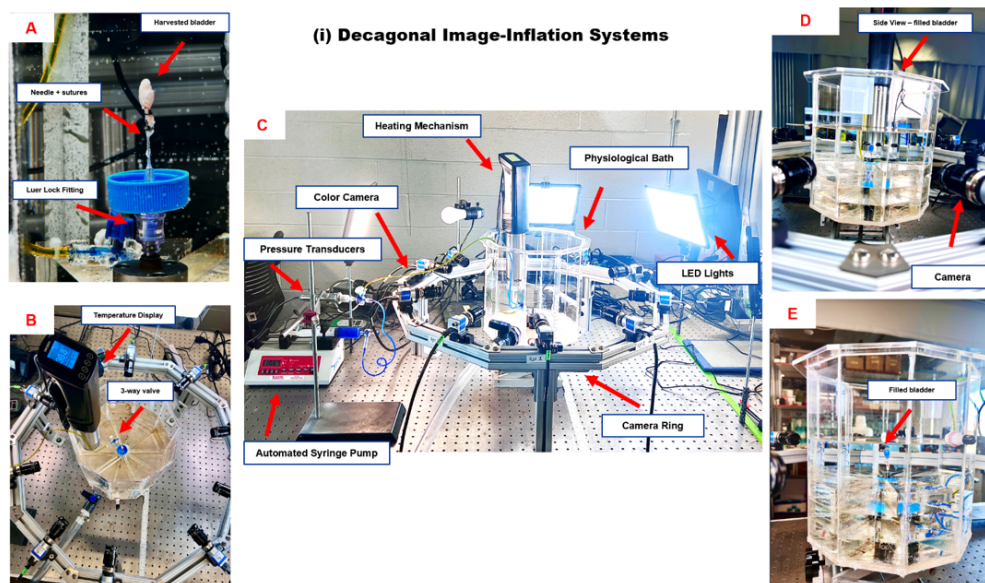 (i) Decagonal Image-Inflation Systems
A
Harvested bladder
Needle + sutures
Luer Lock Fitting
B
Temperature Display
3-way valve
C
Heating Mechanism
Physiological Bath
Color Camera
Pressure Transducers
LED Lights
Camera Ring
Automated Syringe Pump
D
Side View – filled bladder
Camera
E
Filled bladder